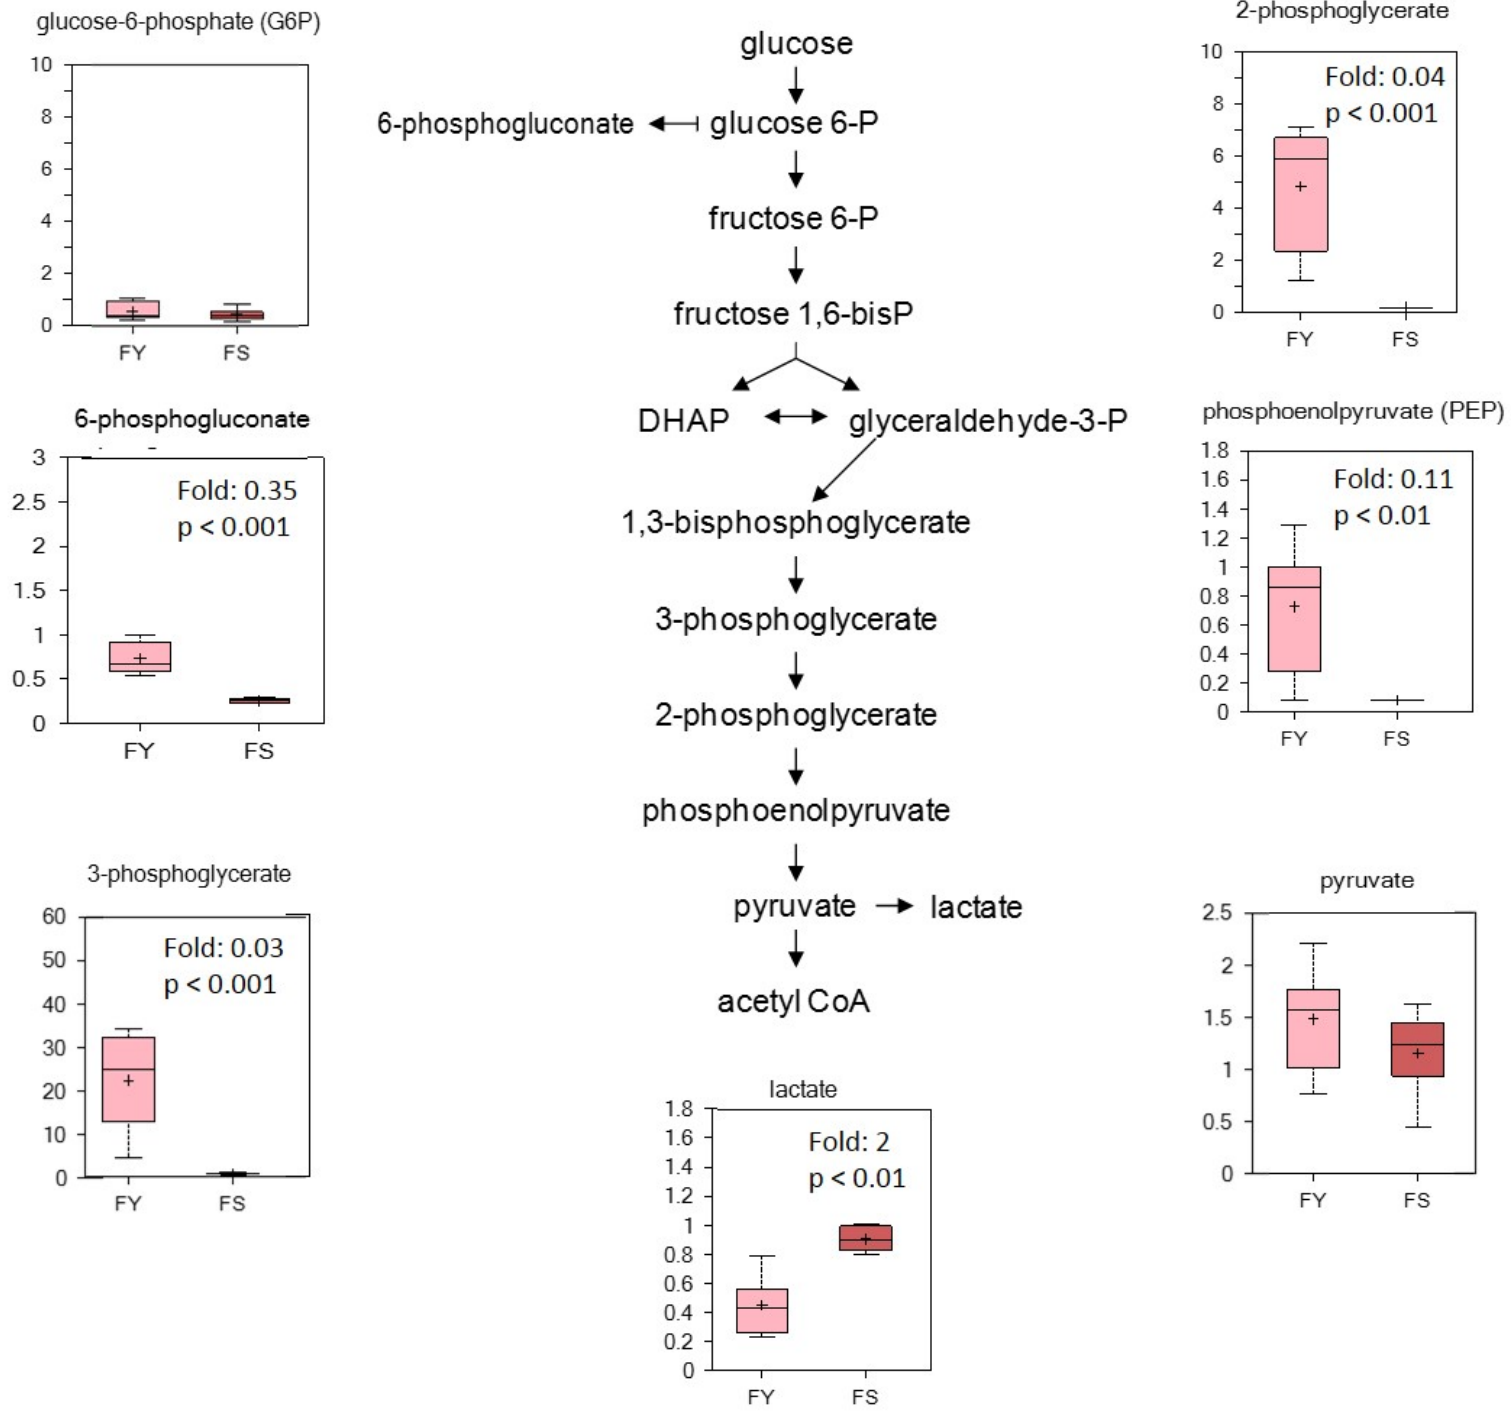 glucose-6-phosphate (G6P)
10
8
6
4
2
0
FY FS
6-phosphogluconate
3
2.5
2
1.5
1
0.5
0
Fold: 0.35
p < 0.001
FY FS
3-phosphoglycerate
60
50
40
30
20
10
0
Fold: 0.03
p < 0.001
FY FS
glucose
6-phosphogluconate glucose 6-P
fructose 6-P
fructose 1,6-bisP
DHAP glyceraldehyde-3-P
1,3-bisphosphoglycerate
3-phosphoglycerate
2-phosphoglycerate
phosphoenolpyruvate
pyruvate lactate
acetyl CoA
lactate
1.8
1.6
1.4
1.2
1
0.8
0.6
0.4
0.2
0
Fold: 2
p < 0.01
FY FS
2-phosphoglycerate
10
8
6
4
2
0
Fold: 0.04
p < 0.001
FY FS
phosphoenolpyruvate (PEP)
1.8
1.6
1.4
1.2
1
0.8
0.6
0.4
0.2
0
Fold: 0.11
p < 0.01
FY FS
pyruvate
2.5
2
1.5
1
0.5
0
FY FS